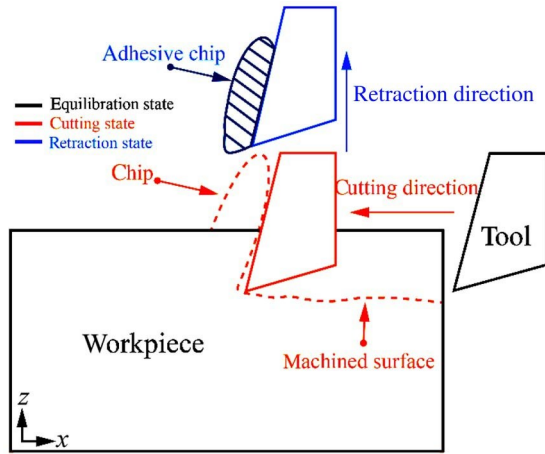 Adhesive chip
Retraction direction
Equilibration state
Cutting state
Retraction state
Chip
Cutting direction
Tool
Workpiece
Machined surface
z
x